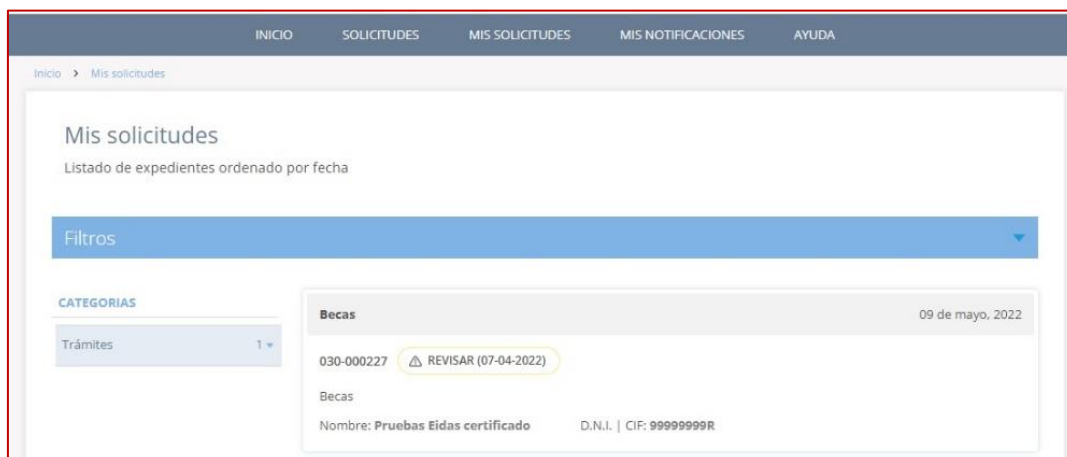 INICIO SOLICITUDES MIS SOLICITUDES MIS NOTIFICACIONES AYUDA
Inicio > Mis solicitudes
Mis solicitudes
Listado de expedientes ordenado por fecha
Filtros
CATEGORIAS
Trámites 1
Becas 09 de mayo, 2022
030-000227 REVISAR (07-04-2022)
Becas
Nombre: Pruebas Eidas certificado D.N.I. | CIF: 99999999R